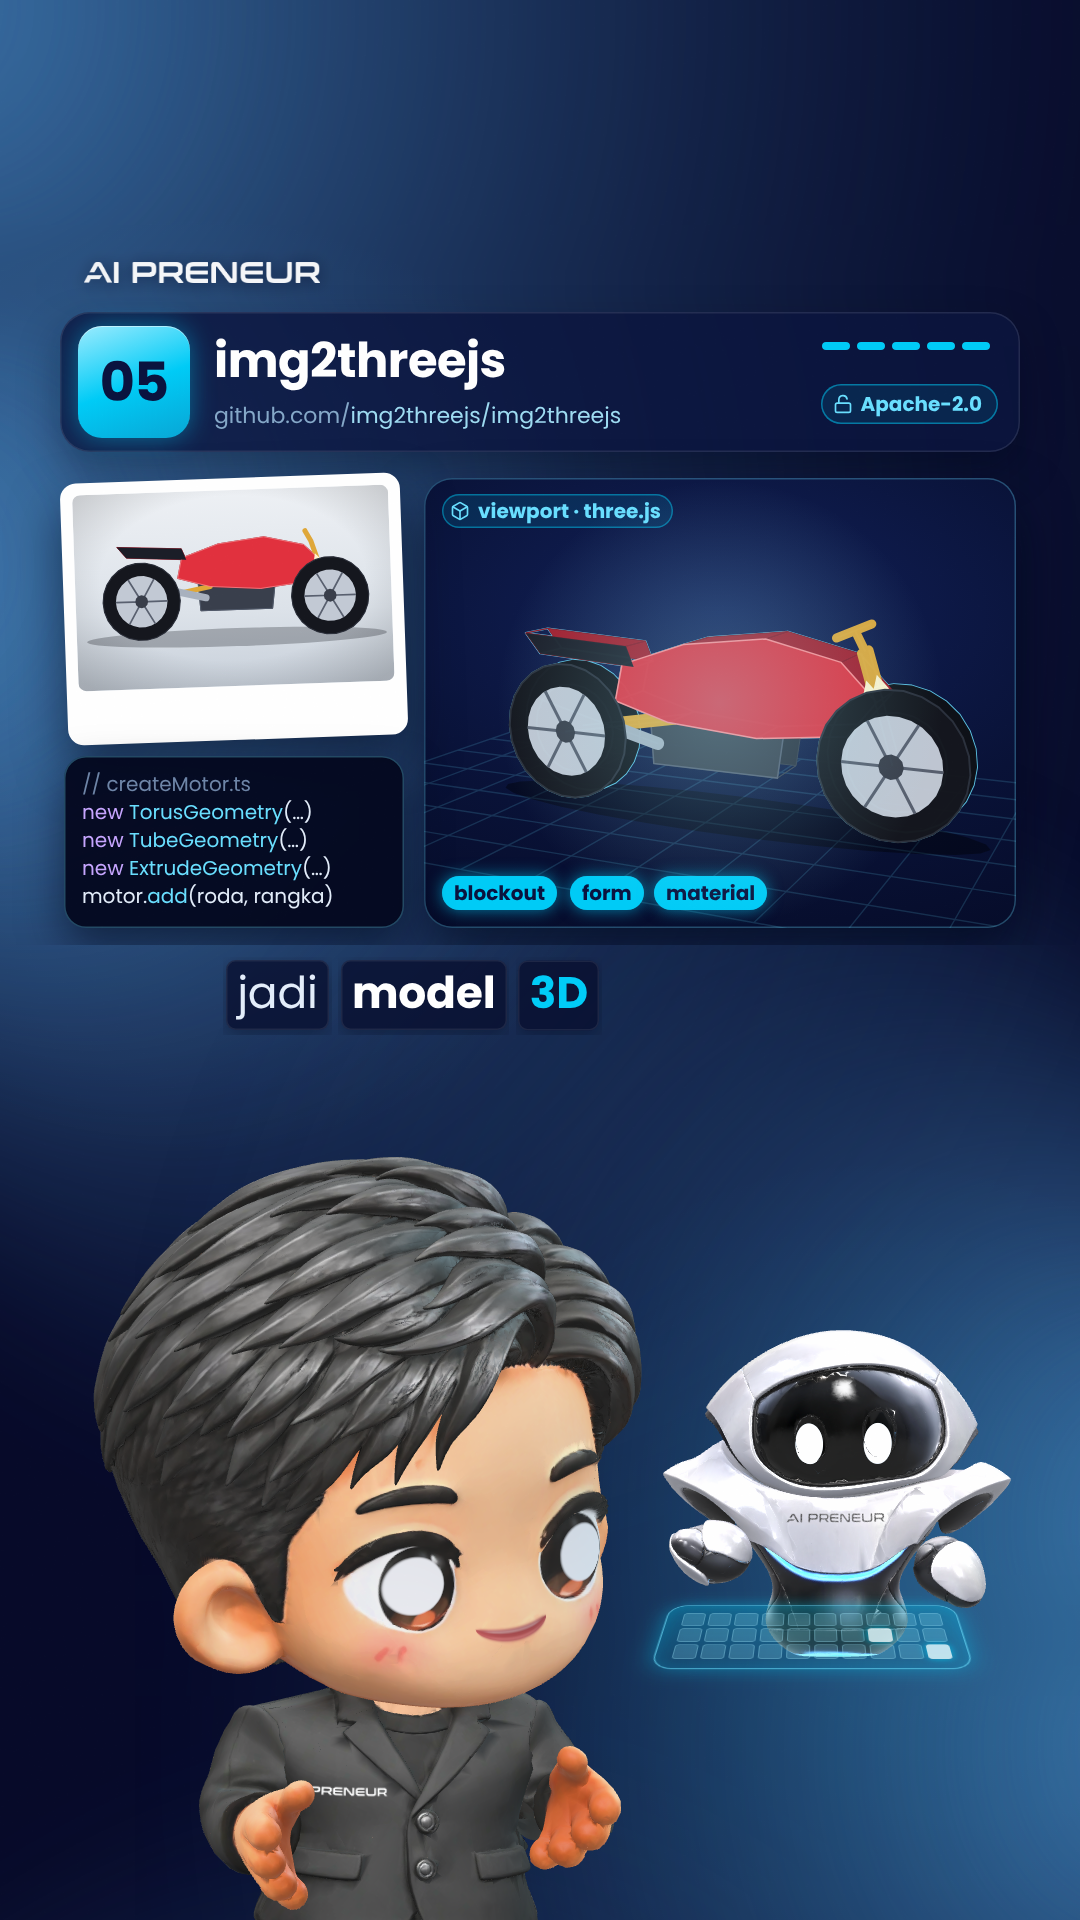 AI PRENEUR
05
img2threejs
github.com/img2threejs/img2threejs
Apache-2.0
viewport · three.js
// createMotor.ts
new TorusGeometry(...)
new TubeGeometry(...)
new ExtrudeGeometry(...)
motor.add(roda, rangka)
blockout form material
jadi model 3D
AI PRENEUR
PRENEUR